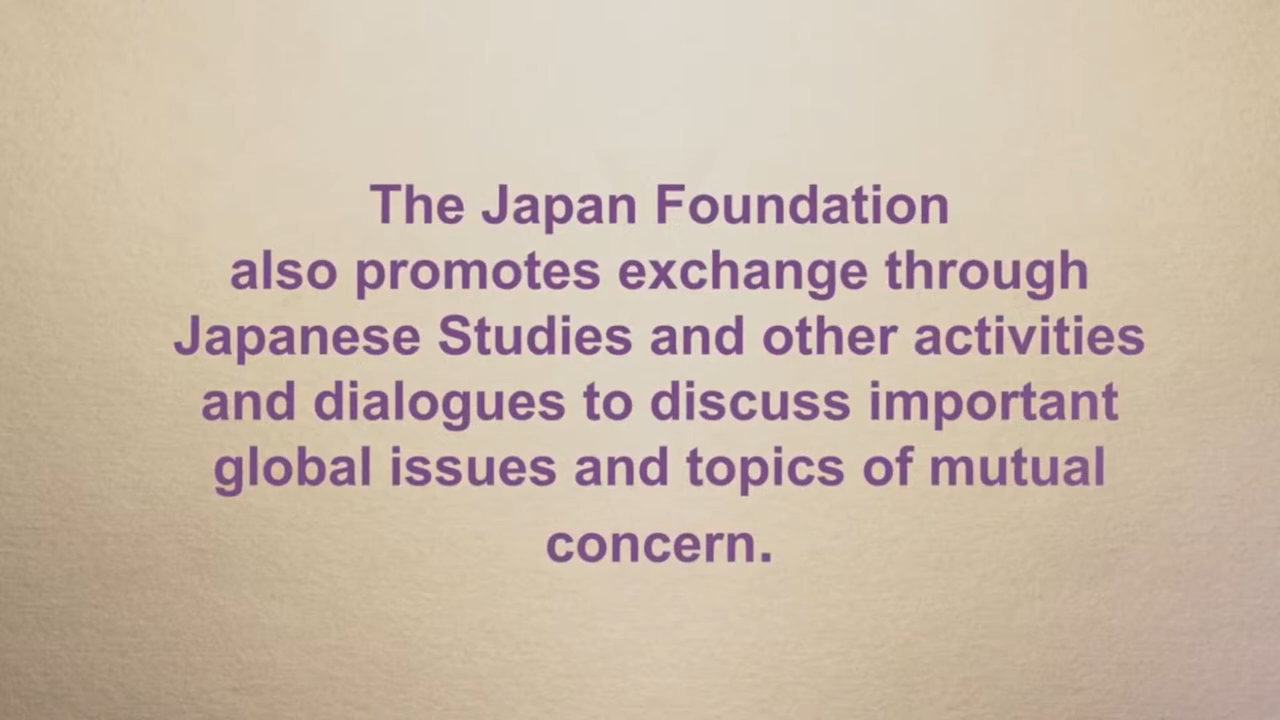 The Japan Foundation
also promotes exchange through
Japanese Studies and other activities
and dialogues to discuss important
global issues and topics of mutual
concern.